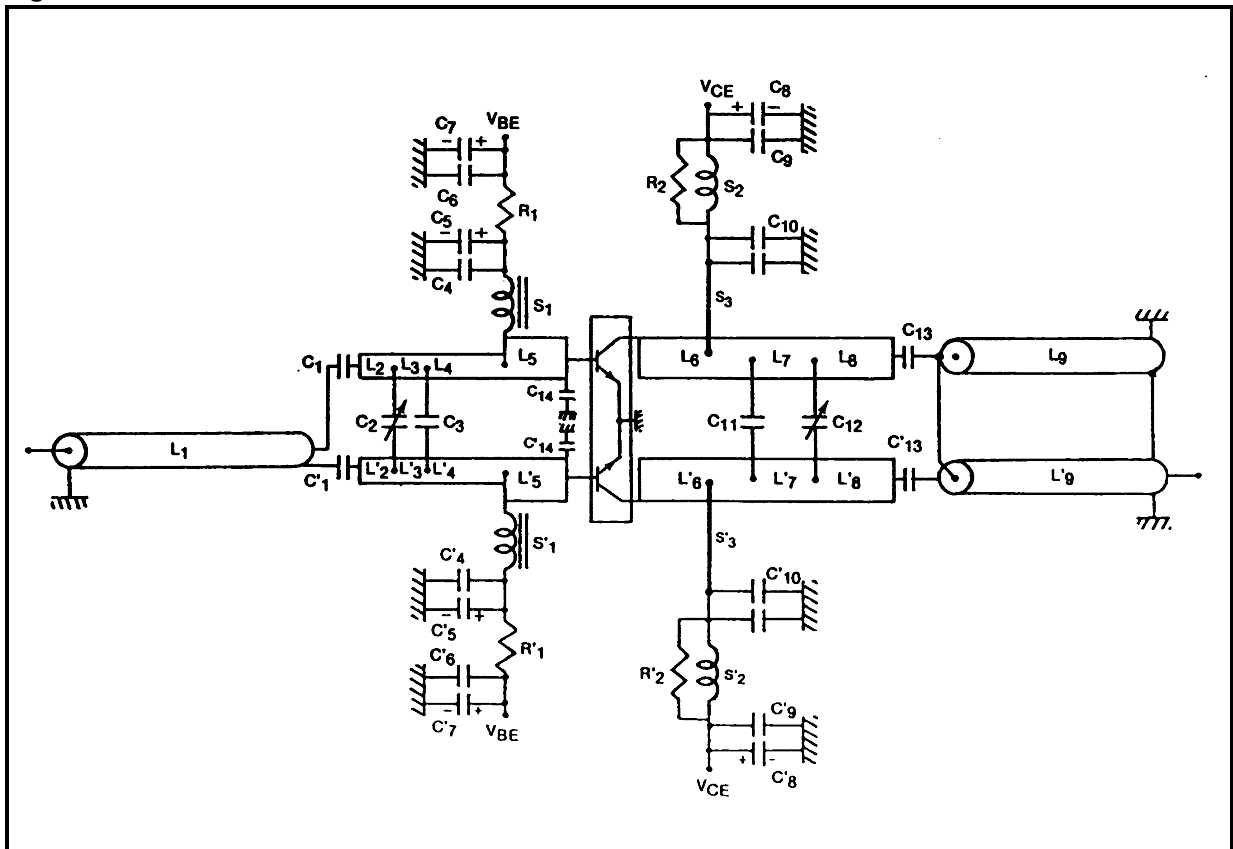 VCE
C8
+ −
C9
R2
S2
C10
S3
VBE
C7
− +
C6
R1
C5
− +
C4
S1
C1
L2 L3 L4 L5
C2
C3
C14
C'14
L1
C'1
L'2 L'3 L'4 L'5
L6 L7 L8
C11
C12
C13
L9
C'13
L'6 L'7 L'8
L'9
S'1
C'4
− +
C'5
R'1
C'6
− +
C'7
VBE
S'3
C'10
R'2
S'2
C'9
+ −
C'8
VCE